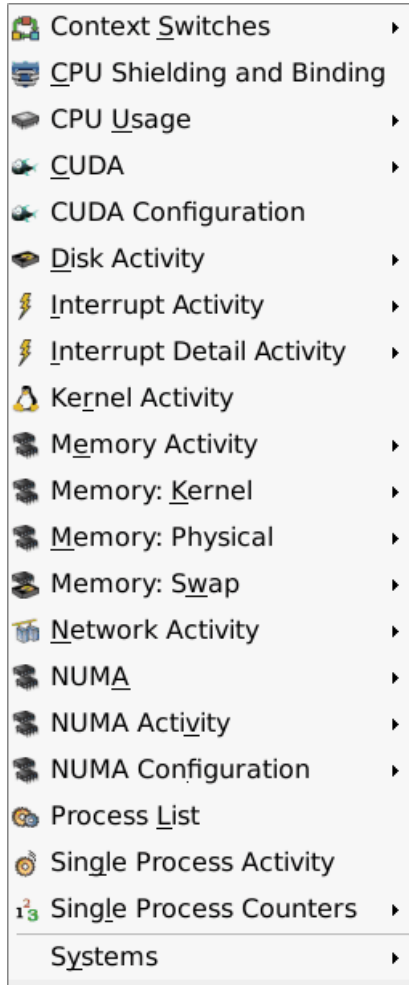 Context Switches
CPU Shielding and Binding
CPU Usage
CUDA
CUDA Configuration
Disk Activity
Interrupt Activity
Interrupt Detail Activity
Kernel Activity
Memory Activity
Memory: Kernel
Memory: Physical
Memory: Swap
Network Activity
NUMA
NUMA Activity
NUMA Configuration
Process List
Single Process Activity
Single Process Counters
Systems